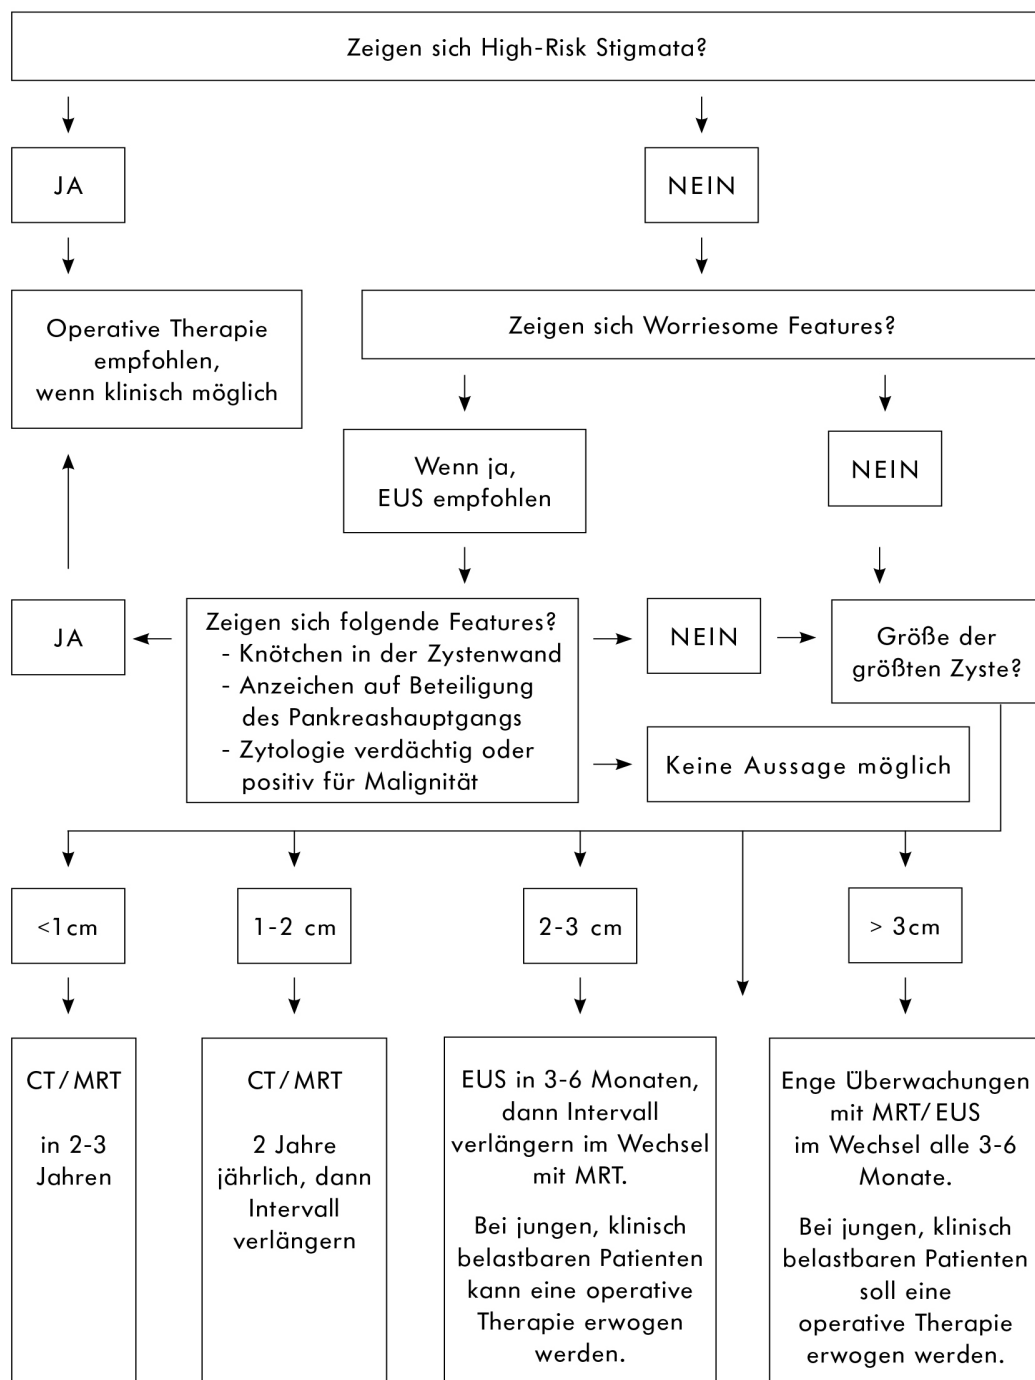 Zeigen sich High-Risk Stigmata?
JA
NEIN
Operative Therapie
empfohlen,
wenn klinisch möglich
Zeigen sich Worriesome Features?
Wenn ja,
EUS empfohlen
NEIN
JA
Zeigen sich folgende Features?
- Knötchen in der Zystenwand
- Anzeichen auf Beteiligung
des Pankreashauptgangs
- Zytologie verdächtig oder
positiv für Malignität
NEIN
Größe der
größten Zyste?
Keine Aussage möglich
<1cm
1-2 cm
2-3 cm
> 3cm
CT/MRT
in 2-3
Jahren
CT/MRT
2 Jahre
jährlich, dann
Intervall
verlängern
EUS in 3-6 Monaten,
dann Intervall
verlängern im Wechsel
mit MRT.
Bei jungen, klinisch
belastbaren Patienten
kann eine operative
Therapie erwogen
werden.
Enge Überwachungen
mit MRT/EUS
im Wechsel alle 3-6
Monate.
Bei jungen, klinisch
belastbaren Patienten
soll eine
operative Therapie
erwogen werden.